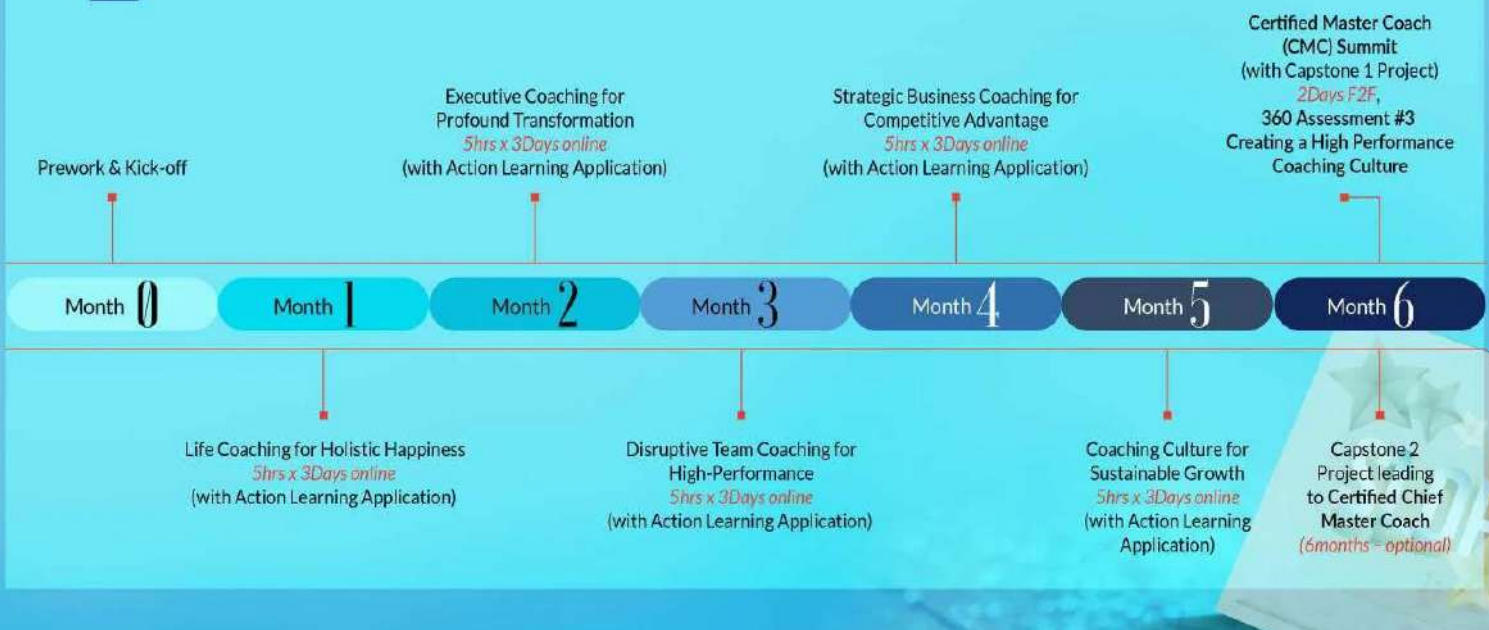 Certified Master Coach
(CMC) Summit
(with Capstone 1 Project)
2Days F2F,
360 Assessment #3
Creating a High Performance
Coaching Culture
Executive Coaching for
Profound Transformation
5hrs x 3Days online
(with Action Learning Application)
Strategic Business Coaching for
Competitive Advantage
5hrs x 3Days online
(with Action Learning Application)
Prework & Kick-off
Month 0
Month 1
Month 2
Month 3
Month 4
Month 5
Month 6
Life Coaching for Holistic Happiness
5hrs x 3Days online
(with Action Learning Application)
Disruptive Team Coaching for
High-Performance
5hrs x 3Days online
(with Action Learning Application)
Coaching Culture for
Sustainable Growth
5hrs x 3Days online
(with Action Learning
Application)
Capstone 2
Project leading
to Certified Chief
Master Coach
(6months - optional)